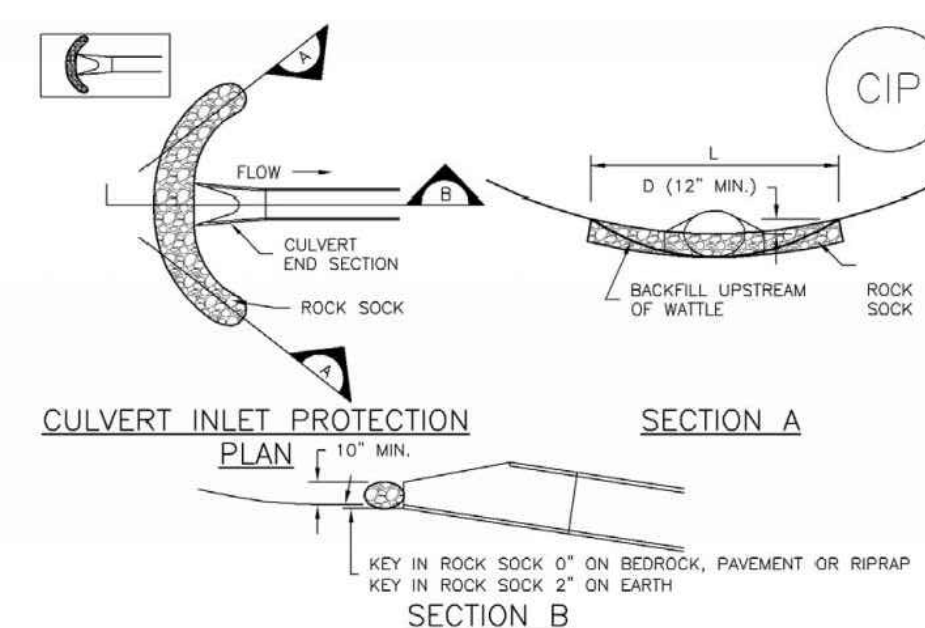 A
CIP
FLOW
B
L
D (12" MIN.)
CULVERT
END SECTION
ROCK SOCK
BACKFILL UPSTREAM
OF WATTLE
ROCK
SOCK
A
CULVERT INLET PROTECTION
PLAN
SECTION A
10" MIN.
KEY IN ROCK SOCK 0" ON BEDROCK, PAVEMENT OR RIPRAP
KEY IN ROCK SOCK 2" ON EARTH
SECTION B